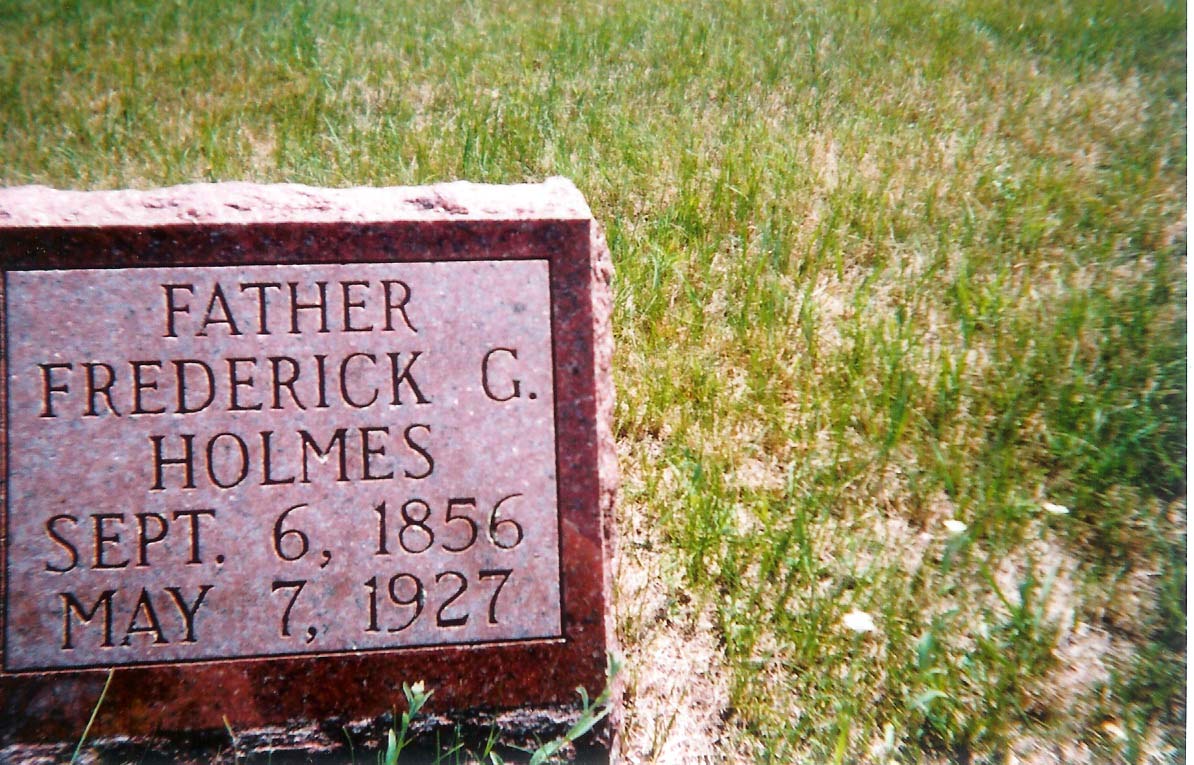 FATHER
FREDERICK G.
HOLMES
SEPT. 6, 1856
MAY 7, 1927